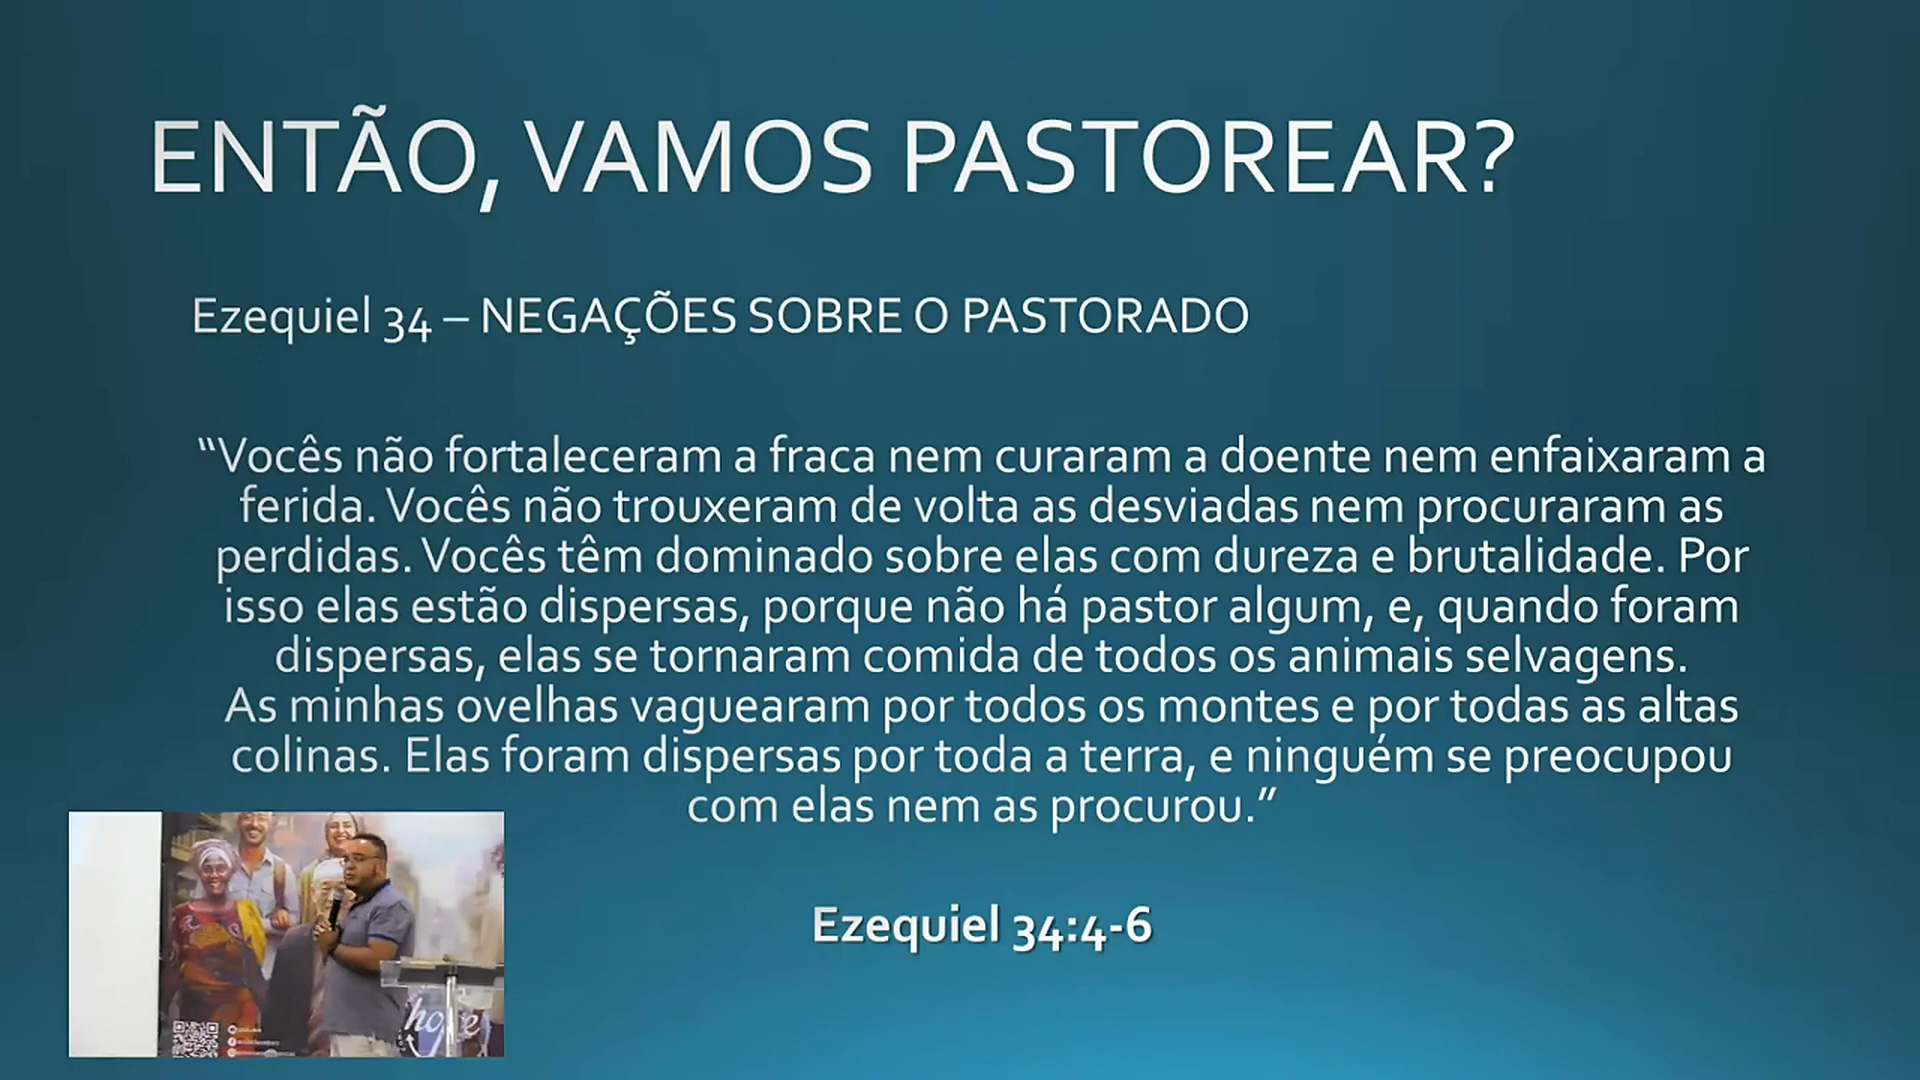 ENTÃO, VAMOS PASTOREAR?
Ezequiel 34 – NEGAÇÕES SOBRE O PASTORADO
“Vocês não fortaleceram a fraca nem curaram a doente nem enfaixaram a
ferida. Vocês não trouxeram de volta as desviadas nem procuraram as
perdidas. Vocês têm dominado sobre elas com dureza e brutalidade. Por
isso elas estão dispersas, porque não há pastor algum, e, quando foram
dispersas, elas se tornaram comida de todos os animais selvagens.
As minhas ovelhas vaguearam por todos os montes e por todas as altas
colinas. Elas foram dispersas por toda a terra, e ninguém se preocupou
com elas nem as procurou.”
Ezequiel 34:4-6
hope